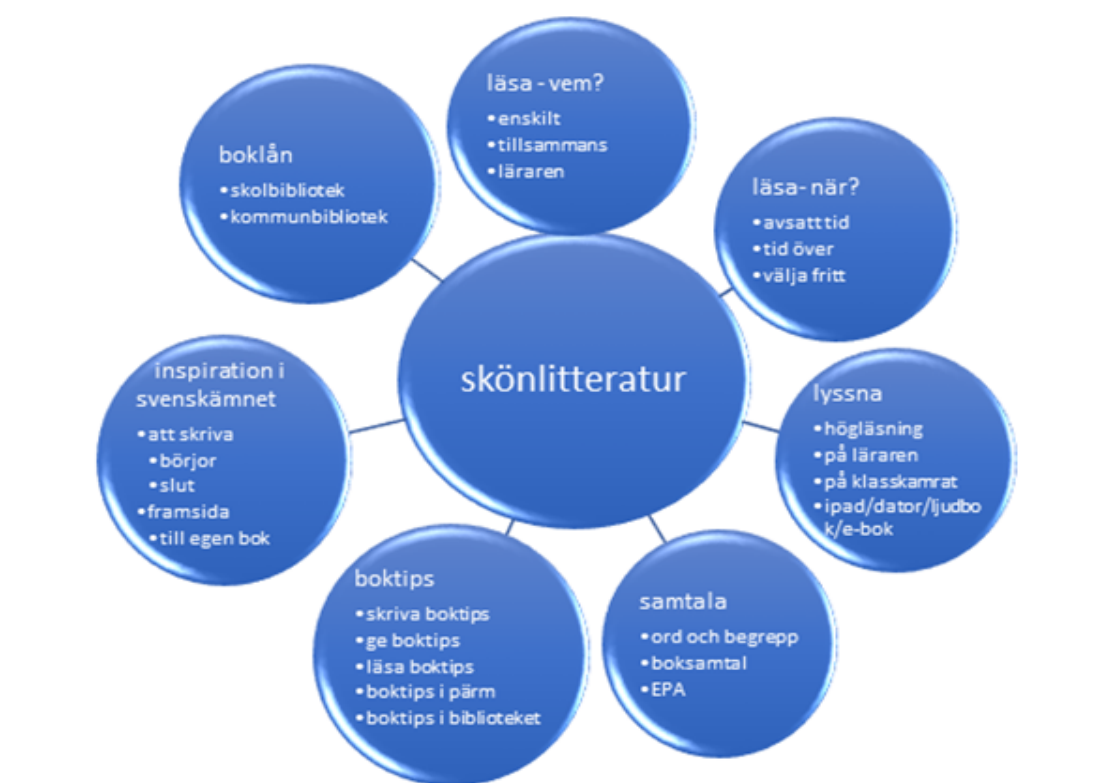 läsa - vem?
•enskilt
•tillsammans
•läraren
läsa- när?
•avsatt tid
•tid över
•välja fritt
lyssna
•högläsning
•på läraren
•på klasskamrat
•ipad/dator/ljudbo
k/e-bok
samtala
•ord och begrepp
•boksamtal
•EPA
boktips
•skriva boktips
•ge boktips
•läsa boktips
•boktips i pärm
•boktips i biblioteket
inspiration i
svenskämnet
•att skriva
•börjor
•slut
•framsida
•till egen bok
boklån
•skolbibliotek
•kommunbibliotek
skönlitteratur